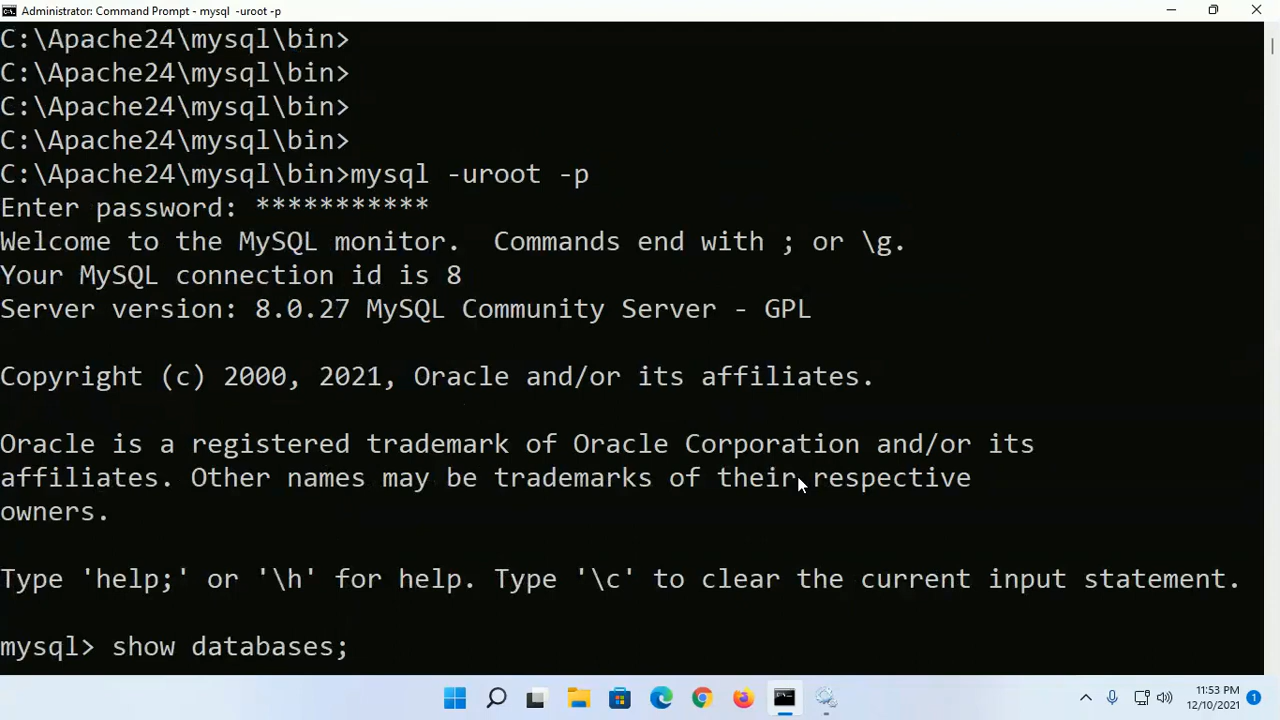 Administrator: Command Prompt - mysql -uroot -p
C:\Apache24\mysql\bin>
C:\Apache24\mysql\bin>
C:\Apache24\mysql\bin>
C:\Apache24\mysql\bin>
C:\Apache24\mysql\bin>mysql -uroot -p
Enter password: ***********
Welcome to the MySQL monitor.  Commands end with ; or \g.
Your MySQL connection id is 8
Server version: 8.0.27 MySQL Community Server - GPL
Copyright (c) 2000, 2021, Oracle and/or its affiliates.
Oracle is a registered trademark of Oracle Corporation and/or its
affiliates. Other names may be trademarks of their respective
owners.
Type 'help;' or '\h' for help. Type '\c' to clear the current input statement.
mysql> show databases;
11:53 PM
12/10/2021
1